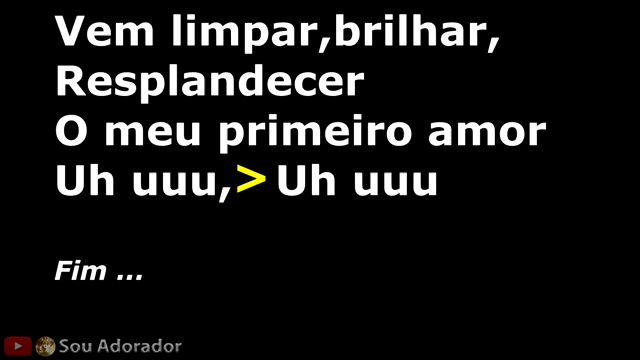 Vem limpar,brilhar,
Resplandecer
O meu primeiro amor
Uh uuu,> Uh uuu
Fim ...
Sou Adorador